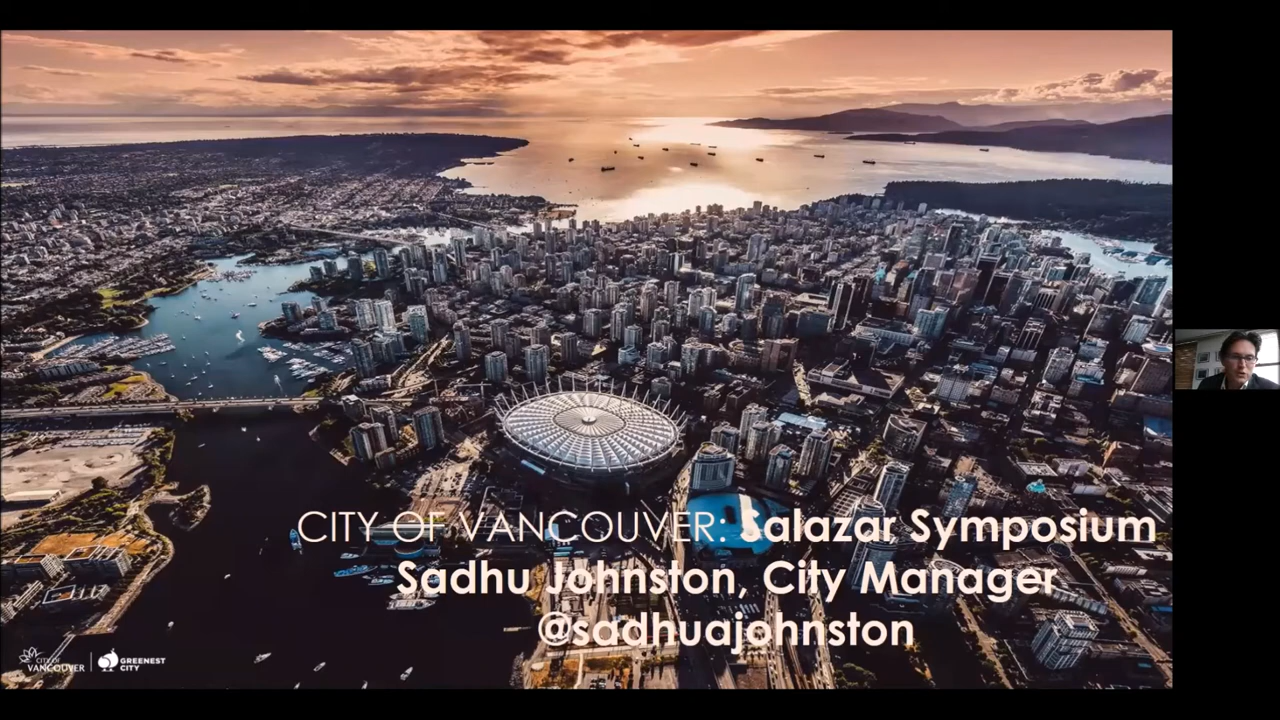 CITY OF VANCOUVER: Salazar Symposium
Sadhu Johnston, City Manager
@sadhuajohnston
CITY OF
VANCOUVER
GREENEST
CITY